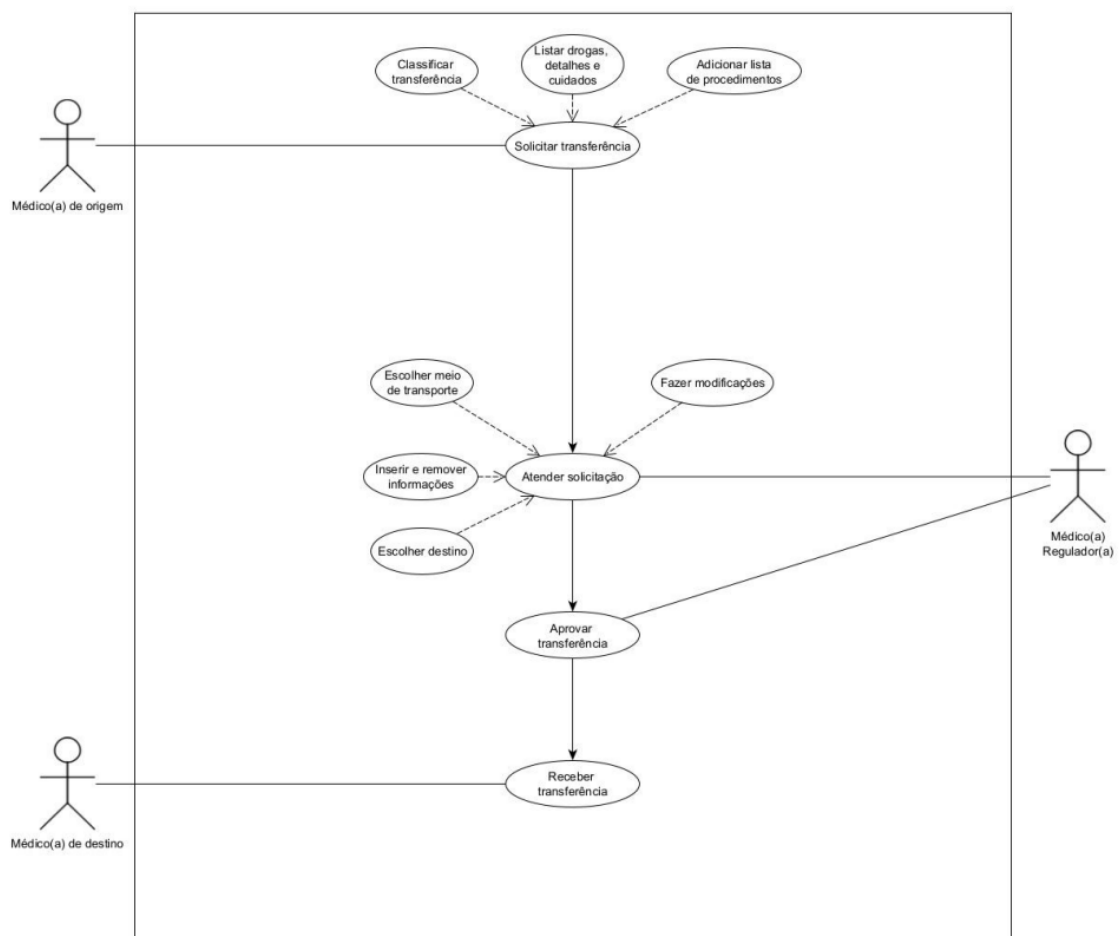 Listar drogas,
detalhes e
cuidados
Classificar
transferência
Adicionar lista
de procedimentos
Solicitar transferência
Médico(a) de origem
Escolher meio
de transporte
Fazer modificações
Inserir e remover
informações
Atender solicitação
Médico(a)
Regulador(a)
Escolher destino
Aprovar
transferência
Receber
transferência
Médico(a) de destino